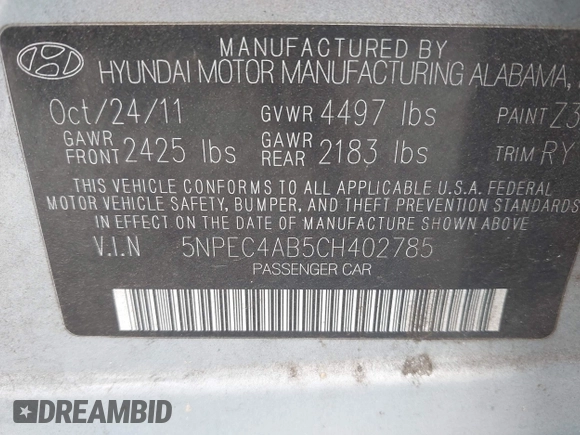 MANUFACTURED BY
HYUNDAI MOTOR MANUFACTURING ALABAMA,
Oct/24/11 GVWR 4497 lbs PAINT Z3
GAWR FRONT 2425 lbs GAWR REAR 2183 lbs TRIM RY
THIS VEHICLE CONFORMS TO ALL APPLICABLE U.S.A. FEDERAL
MOTOR VEHICLE SAFETY, BUMPER, AND THEFT PREVENTION STANDARDS
IN EFFECT ON THE DATE OF MANUFACTURE SHOWN ABOVE
V.I.N 5NPEC4AB5CH402785
PASSENGER CAR
DREAMBID